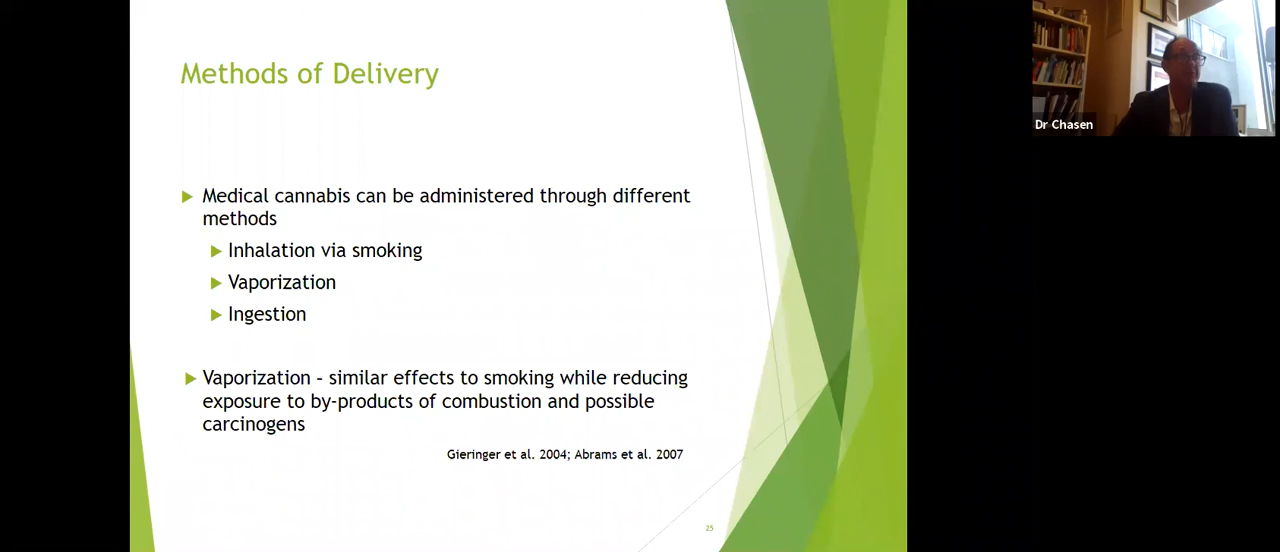 Methods of Delivery
Medical cannabis can be administered through different
methods
Inhalation via smoking
Vaporization
Ingestion
Vaporization – similar effects to smoking while reducing
exposure to by-products of combustion and possible
carcinogens
Gieringer et al. 2004; Abrams et al. 2007
25
Dr Chasen